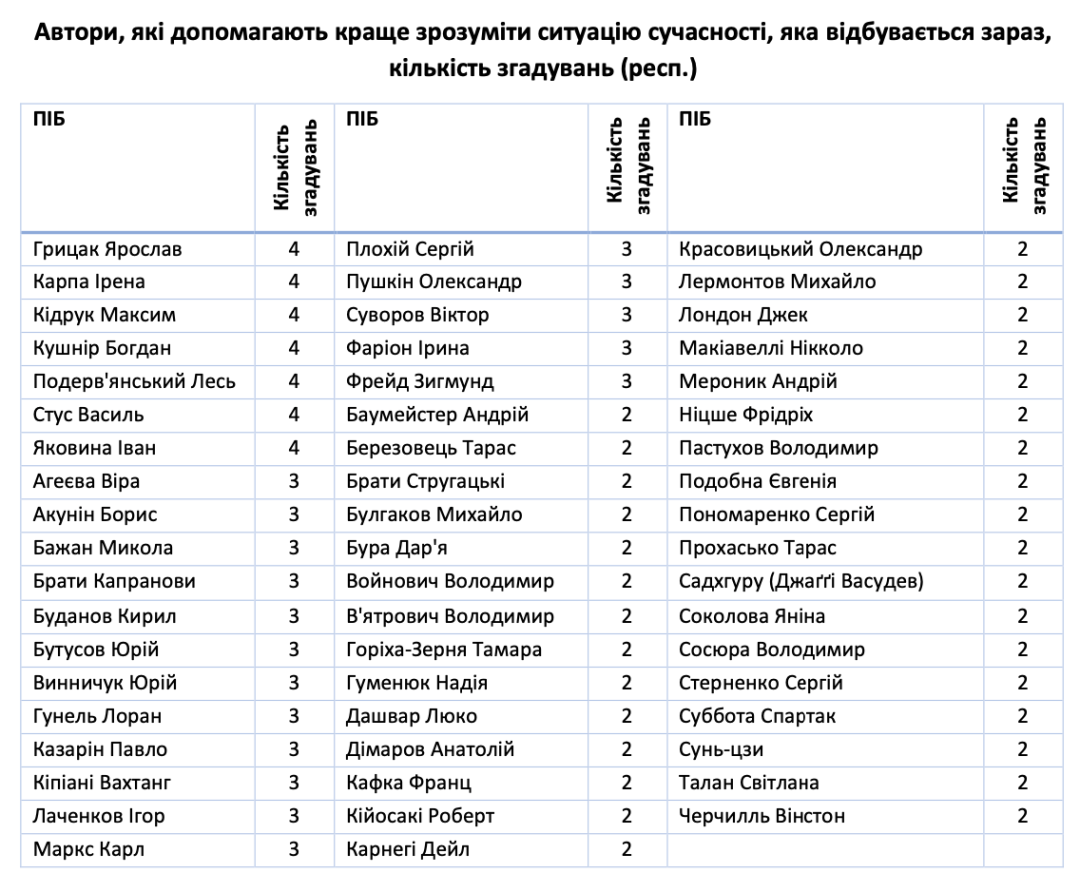 Автори, які допомагають краще зрозуміти ситуацію сучасності, яка відбувається зараз,
кількість згадувань (респ.)
ПІБ Кількість згадувань ПІБ Кількість згадувань ПІБ Кількість згадувань
Грицак Ярослав 4 Плохій Сергій 3 Красовицький Олександр 2
Карпа Ірена 4 Пушкін Олександр 3 Лермонтов Михайло 2
Кідрук Максим 4 Суворов Віктор 3 Лондон Джек 2
Кушнір Богдан 4 Фаріон Ірина 3 Макіавеллі Нікколо 2
Подерв'янський Лесь 4 Фрейд Зигмунд 3 Мероник Андрій 2
Стус Василь 4 Баумейстер Андрій 2 Ніцше Фрідріх 2
Яковина Іван 4 Березовець Тарас 2 Пастухов Володимир 2
Агеєва Віра 3 Брати Стругацькі 2 Подобна Євгенія 2
Акунін Борис 3 Булгаков Михайло 2 Пономаренко Сергій 2
Бажан Микола 3 Бура Дар'я 2 Прохасько Тарас 2
Брати Капранови 3 Войнович Володимир 2 Садхгуру (Джаґґі Васудев) 2
Буданов Кирил 3 В'ятрович Володимир 2 Соколова Яніна 2
Бутусов Юрій 3 Горіха-Зерня Тамара 2 Сосюра Володимир 2
Винничук Юрій 3 Гуменюк Надія 2 Стерненко Сергій 2
Гунель Лоран 3 Дашвар Люко 2 Суббота Спартак 2
Казарін Павло 3 Дімаров Анатолій 2 Сунь-цзи 2
Кіпіані Вахтанг 3 Кафка Франц 2 Талан Світлана 2
Лаченков Ігор 3 Кійосакі Роберт 2 Черчилль Вінстон 2
Маркс Карл 3 Карнегі Дейл 2